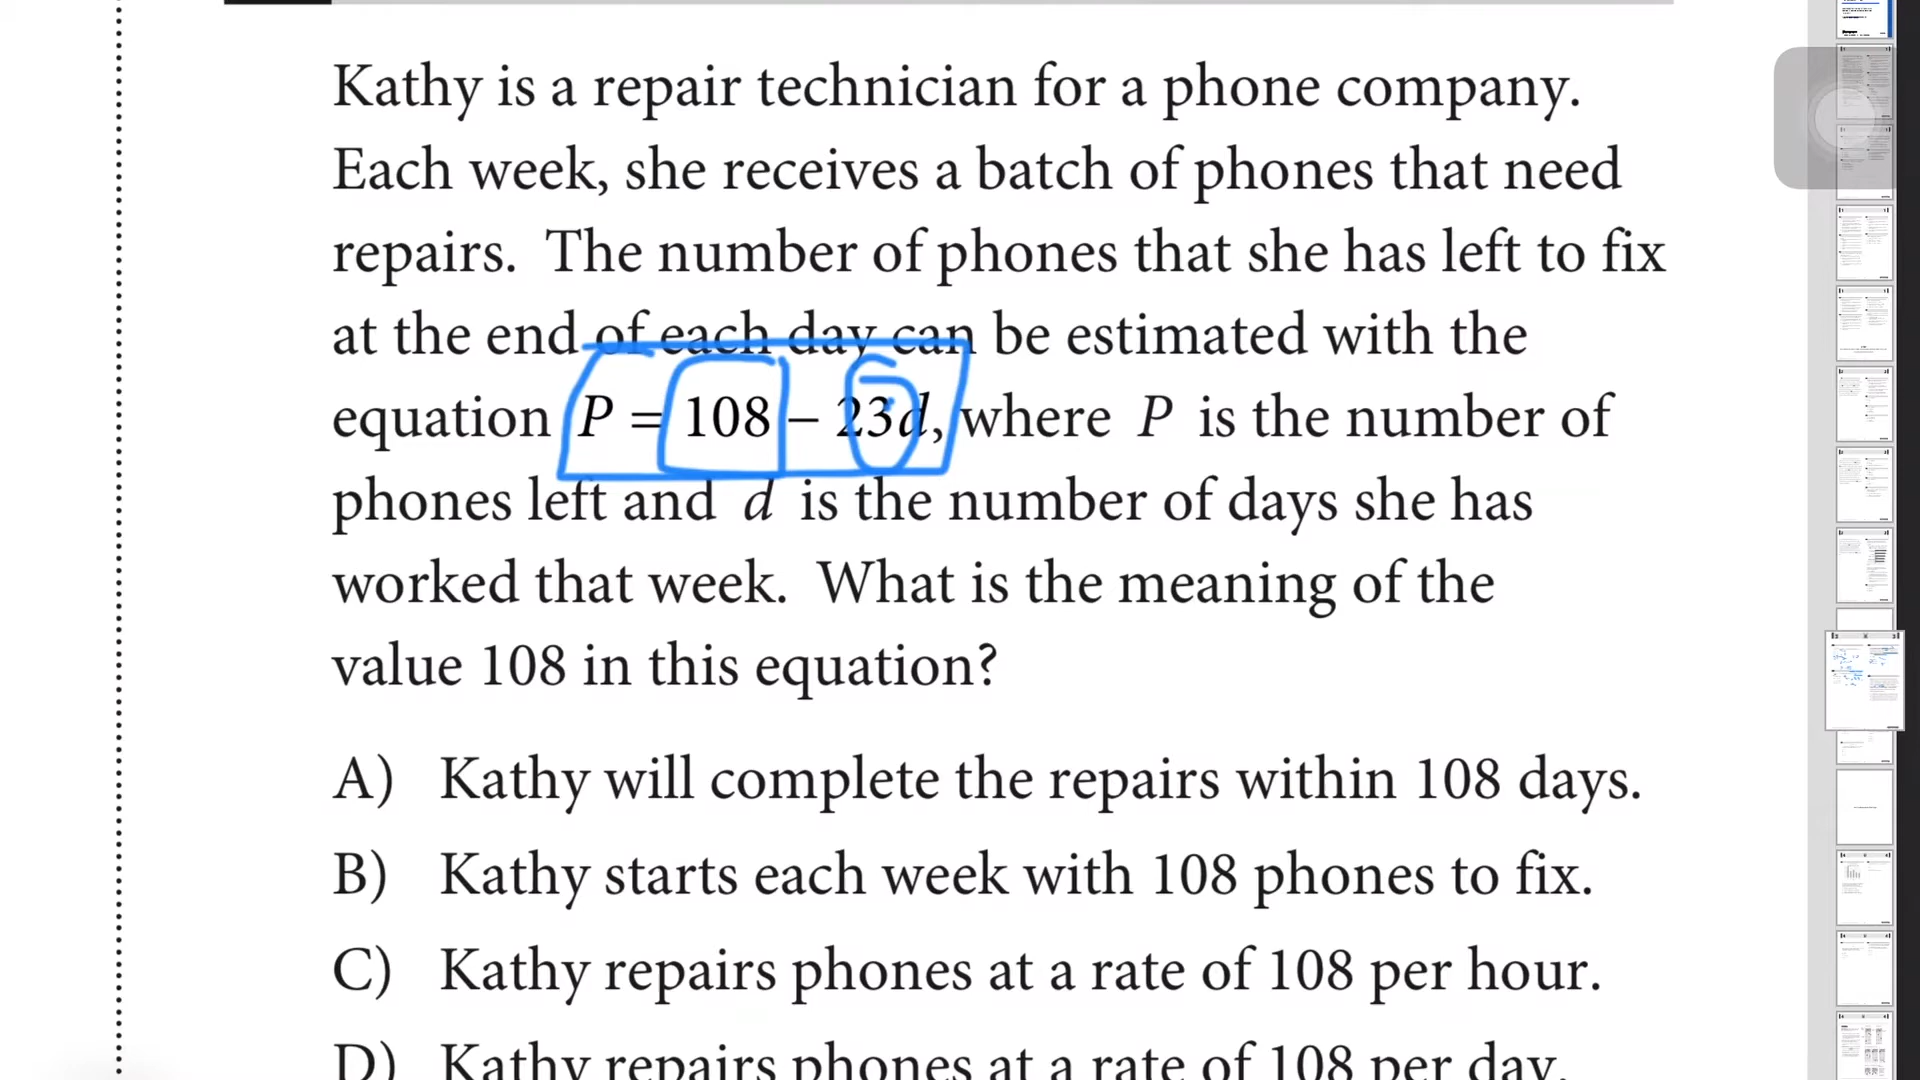 Kathy is a repair technician for a phone company.
Each week, she receives a batch of phones that need
repairs. The number of phones that she has left to fix
at the end of each day can be estimated with the
equation P = 108 – 23d, where P is the number of
phones left and d is the number of days she has
worked that week. What is the meaning of the
value 108 in this equation?
A) Kathy will complete the repairs within 108 days.
B) Kathy starts each week with 108 phones to fix.
C) Kathy repairs phones at a rate of 108 per hour.
D) Kathy repairs phones at a rate of 108 per day.